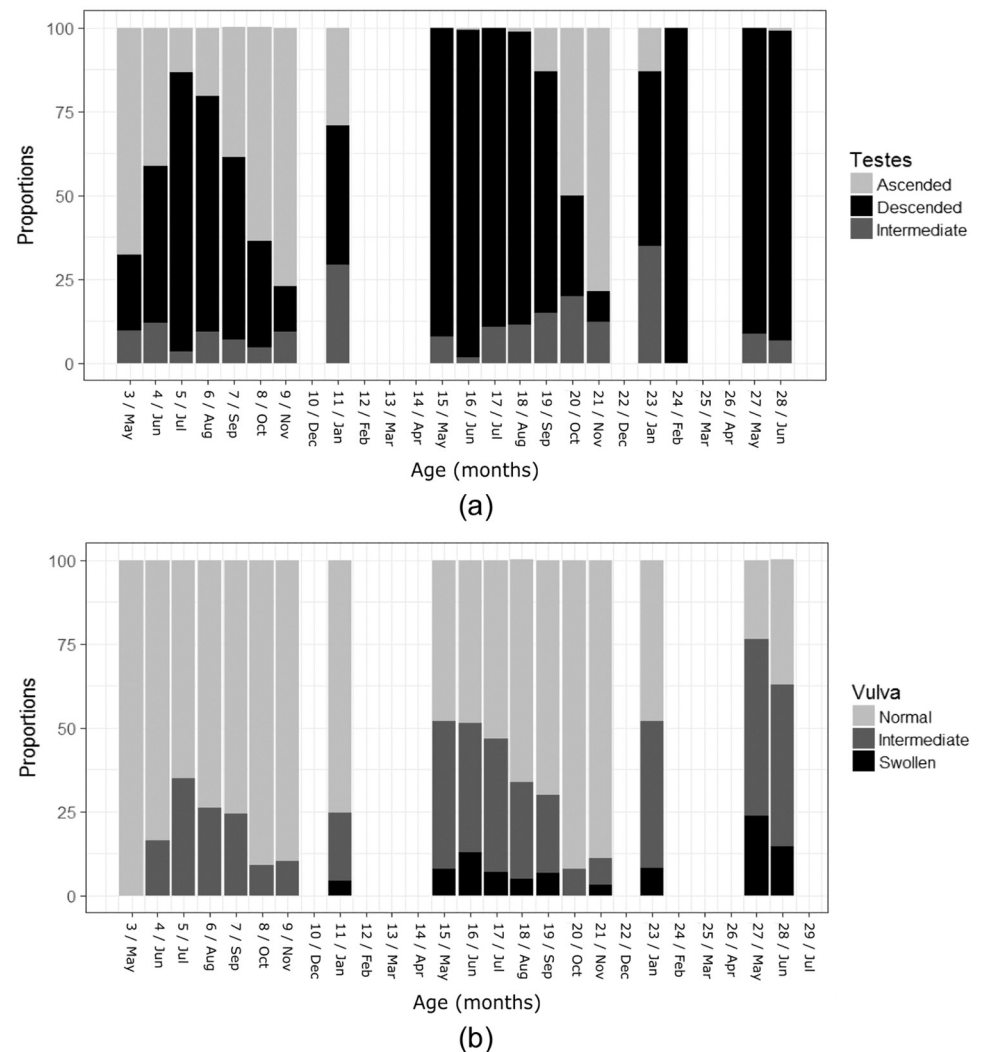 100
75
50
25
0
Proportions
3 / May
4 / Jun
5 / Jul
6 / Aug
7 / Sep
8 / Oct
9 / Nov
10 / Dec
11 / Jan
12 / Feb
13 / Mar
14 / Apr
15 / May
16 / Jun
17 / Jul
18 / Aug
19 / Sep
20 / Oct
21 / Nov
22 / Dec
23 / Jan
24 / Feb
25 / Mar
26 / Apr
27 / May
28 / Jun
Age (months)
Testes
Ascended
Descended
Intermediate
(a)
100
75
50
25
0
Proportions
3 / May
4 / Jun
5 / Jul
6 / Aug
7 / Sep
8 / Oct
9 / Nov
10 / Dec
11 / Jan
12 / Feb
13 / Mar
14 / Apr
15 / May
16 / Jun
17 / Jul
18 / Aug
19 / Sep
20 / Oct
21 / Nov
22 / Dec
23 / Jan
24 / Feb
25 / Mar
26 / Apr
27 / May
28 / Jun
29 / Jul
Age (months)
Vulva
Normal
Intermediate
Swollen
(b)